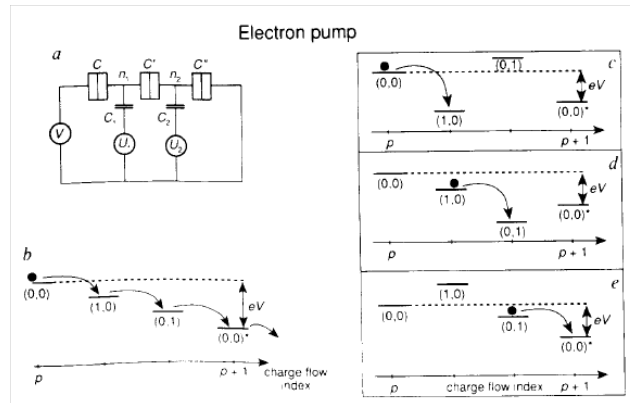 Electron pump
a
C n₁ C' n₂ C"
C₁ C₂
V U₁ U₂
b
(0,0) (1,0) (0,1) (0,0)* eV
p p + 1 charge flow
index
c
(0,0) (1,0) (0,1) (0,0)* eV
p p + 1
d
(0,0) (1,0) (0,1) (0,0)* eV
p p + 1
e
(0,0) (1,0) (0,1) (0,0)* eV
p charge flow index p + 1